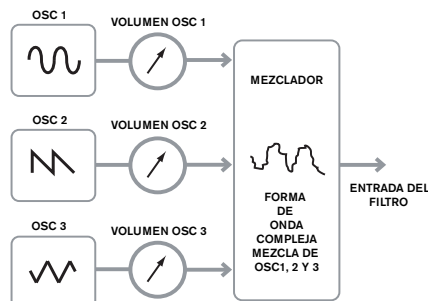 OSC 1
VOLUMEN OSC 1
OSC 2
VOLUMEN OSC 2
OSC 3
VOLUMEN OSC 3
MEZCLADOR
FORMA
DE
ONDA
COMPLEJA
MEZCLA DE
OSC1, 2 Y 3
ENTRADA DEL
FILTRO